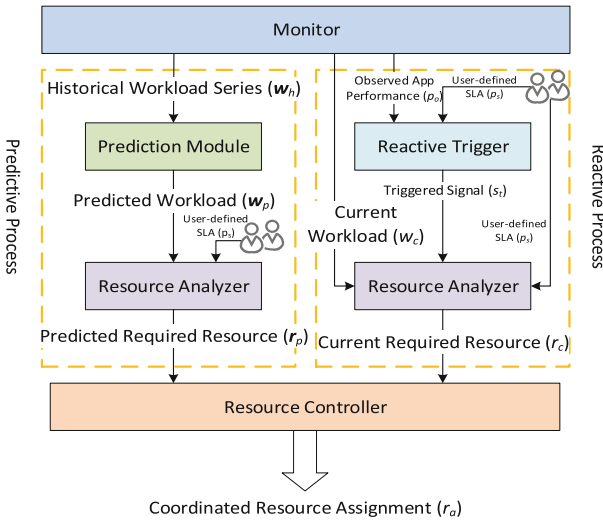 Monitor
Historical Workload Series (wh)
Prediction Module
Predicted Workload (wp)
User-defined
SLA (ps)
Resource Analyzer
Predicted Required Resource (rp)
Predictive Process
Observed App
Performance (po)
User-defined
SLA (ps)
Reactive Trigger
Triggered Signal (st)
Current
Workload (wc)
User-defined
SLA (ps)
Resource Analyzer
Current Required Resource (rc)
Reactive Process
Resource Controller
Coordinated Resource Assignment (ra)